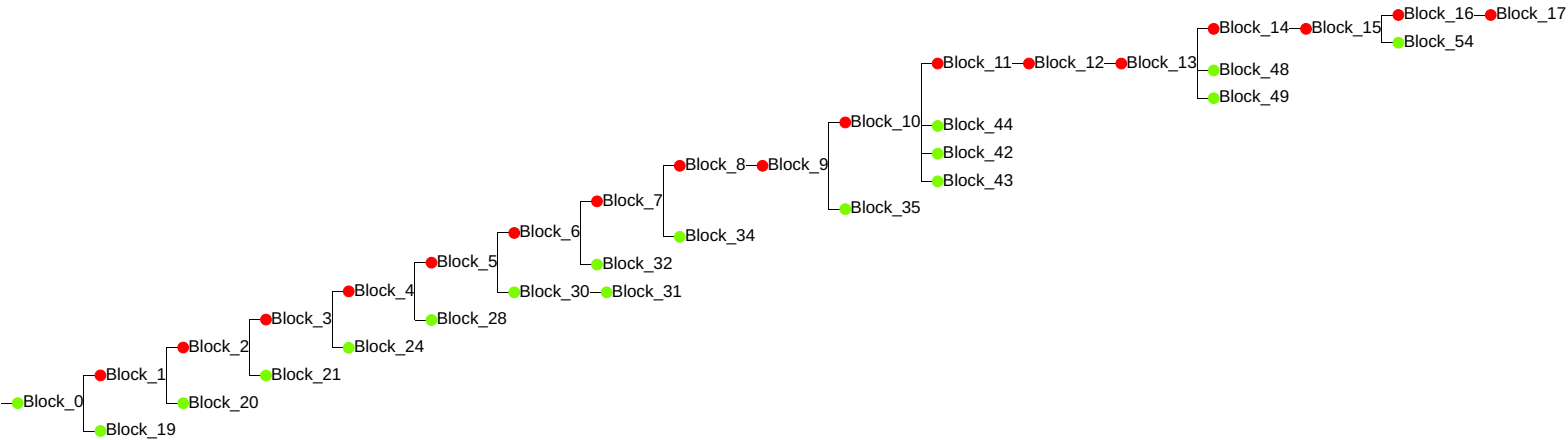 Block_16 Block_17
Block_14 Block_15
Block_54
Block_11 Block_12 Block_13
Block_48
Block_49
Block_10
Block_44
Block_42
Block_43
Block_8 Block_9
Block_7
Block_35
Block_6
Block_34
Block_5
Block_32
Block_4
Block_30 Block_31
Block_3
Block_28
Block_2
Block_24
Block_1
Block_21
Block_0
Block_20
Block_19